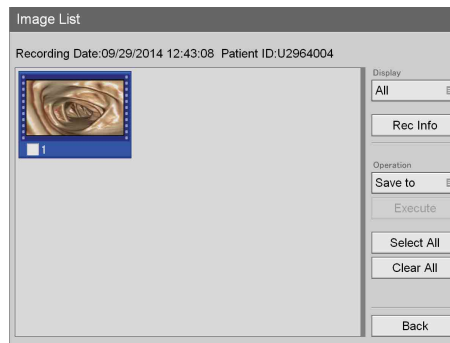 Image List
Recording Date:09/29/2014 12:43:08 Patient ID:U2964004
Display
All
Rec Info
1
Operation
Save to
Execute
Select All
Clear All
Back